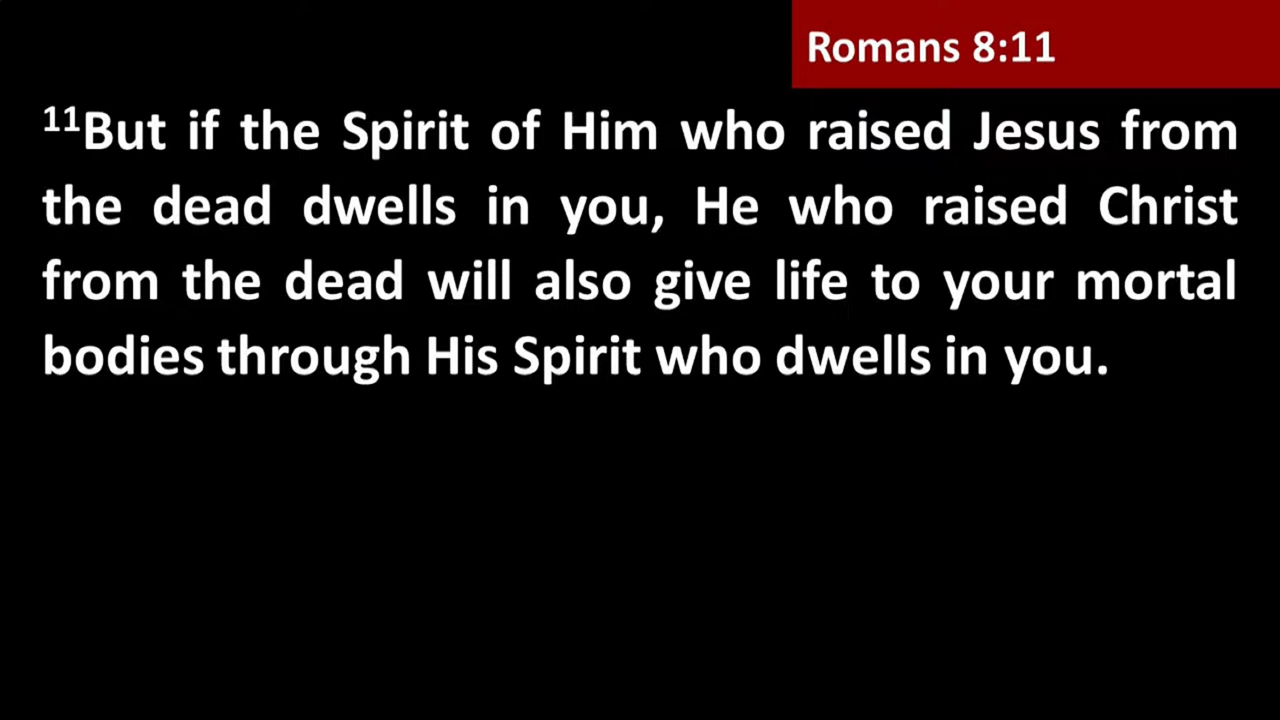 Romans 8:11
¹¹But if the Spirit of Him who raised Jesus from
the dead dwells in you, He who raised Christ
from the dead will also give life to your mortal
bodies through His Spirit who dwells in you.